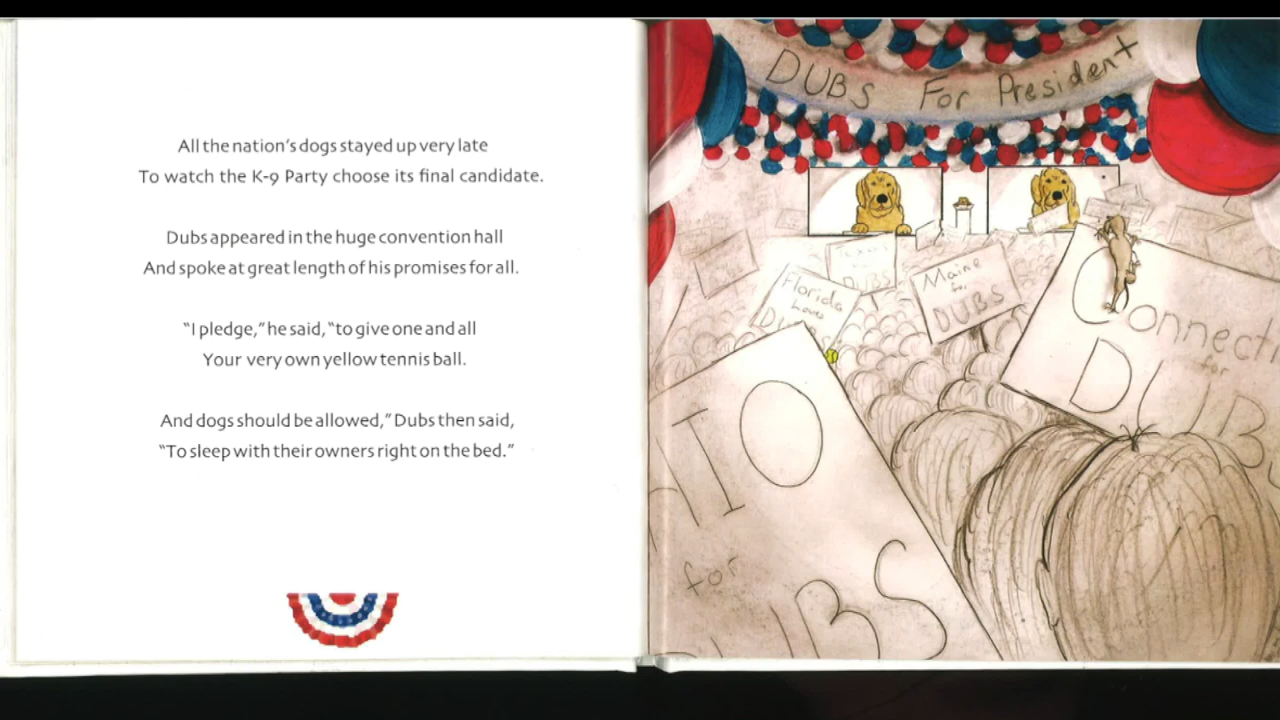 All the nation's dogs stayed up very late
To watch the K-9 Party choose its final candidate.
Dubs appeared in the huge convention hall
And spoke at great length of his promises for all.
“I pledge,” he said, “to give one and all
Your very own yellow tennis ball.
And dogs should be allowed,” Dubs then said,
“To sleep with their owners right on the bed.”
DUBS For President
Texas
DUBS
Florida
Loves
Maine
for
DUBS
Connecti
for
DUBS
HIO
for
DUBS